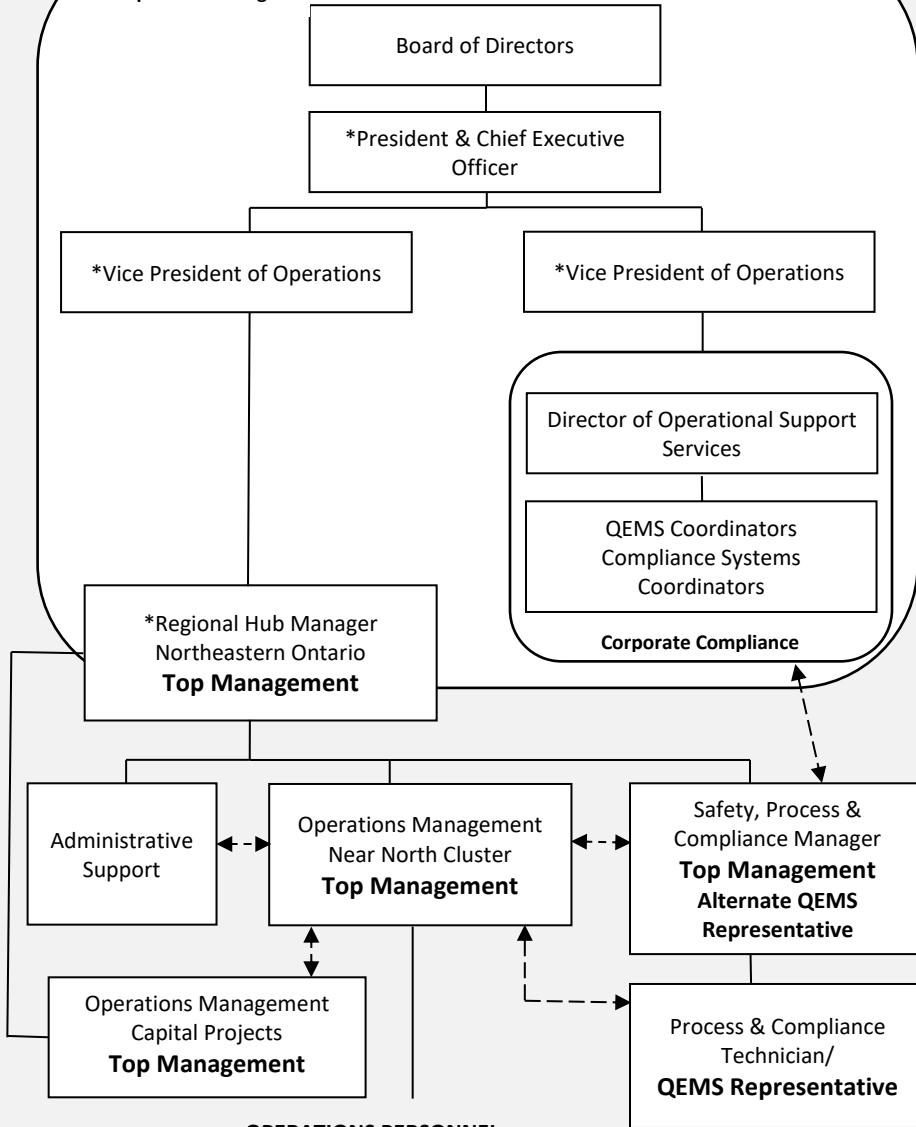 Board of Directors
*President & Chief Executive
Officer
*Vice President of Operations
*Vice President of Operations
Director of Operational Support
Services
QEMS Coordinators
Compliance Systems
Coordinators
Corporate Compliance
*Regional Hub Manager
Northeastern Ontario
Top Management
Administrative
Support
Operations Management
Near North Cluster
Top Management
Safety, Process &
Compliance Manager
Top Management
Alternate QEMS
Representative
Operations Management
Capital Projects
Top Management
Process & Compliance
Technician/
QEMS Representative
OPERATIONS PERSONNEL